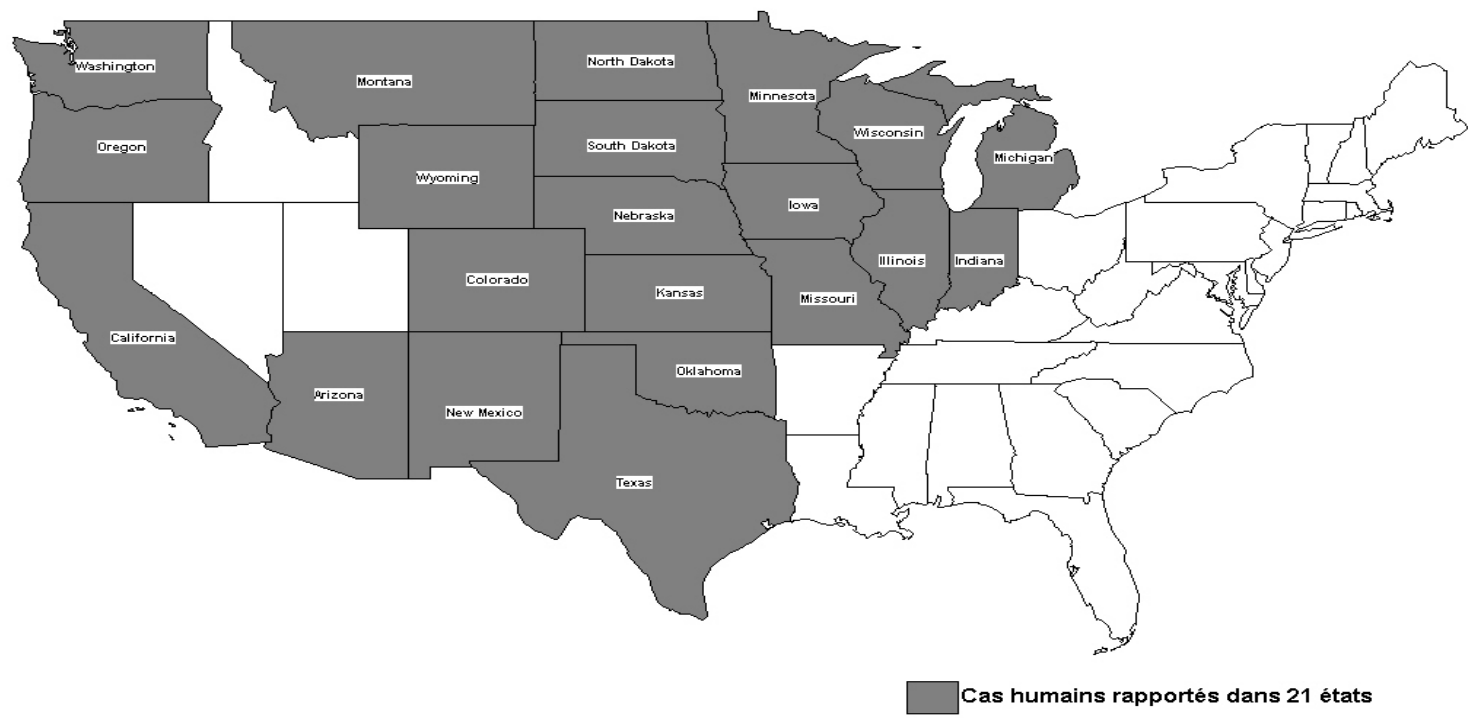 Washington
Montana
North Dakota
Minnesota
Oregon
South Dakota
Wisconsin
Michigan
Wyoming
Nebraska
Iowa
Illinois
Indiana
Colorado
Kansas
Missouri
California
Arizona
New Mexico
Oklahoma
Texas
Cas humains rapportés dans 21 états